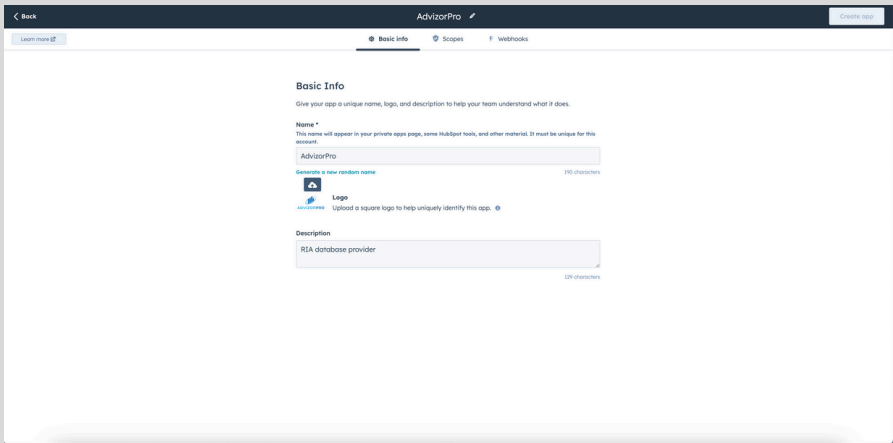 Back
AdvizorPro
Create app
Learn more
Basic info
Scopes
Webhooks
Basic Info
Give your app a unique name, logo, and description to help your team understand what it does.
Name *
This name will appear in your private apps page, some HubSpot tools, and other material. It must be unique for this
account.
AdvizorPro
Generate a new random name
190 characters
ADVIZORPRO
Logo
Upload a square logo to help uniquely identify this app.
Description
RIA database provider
129 characters